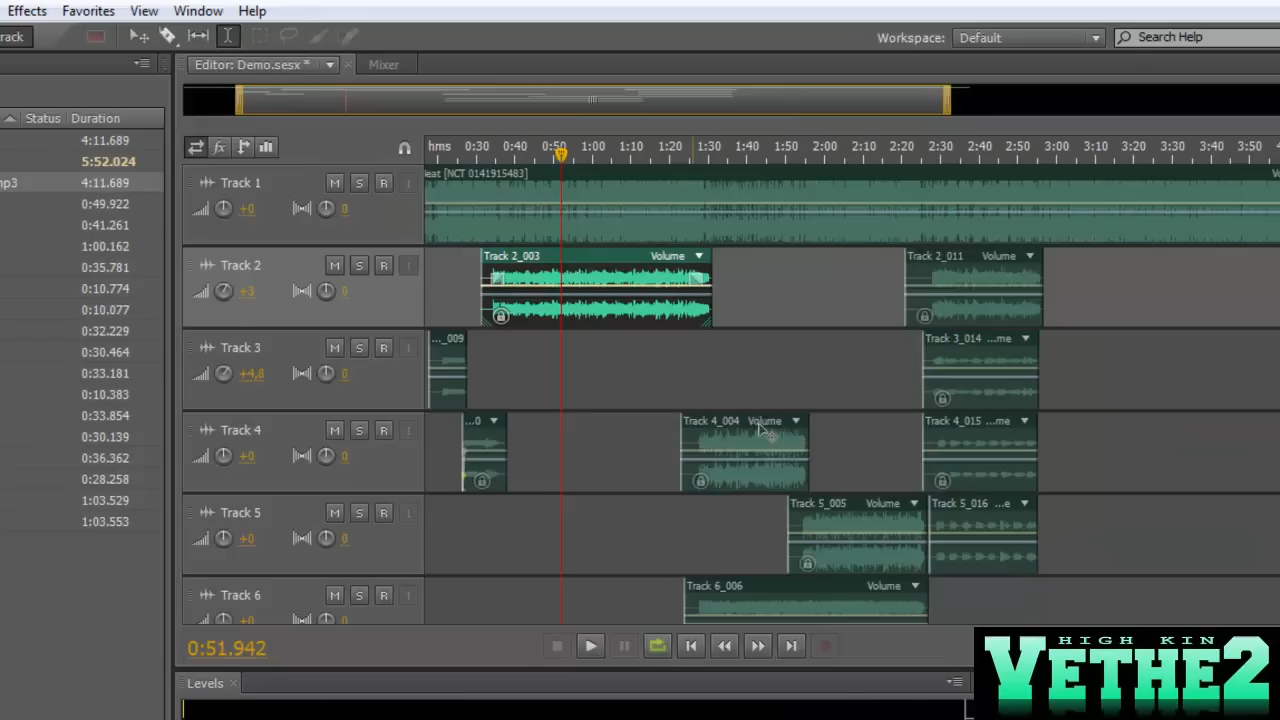 Effects Favorites View Window Help
rack
Workspace: Default Search Help
Editor: Demo.sesx * Mixer
Status Duration
4:11.689
5:52.024
mp3 4:11.689
0:49.922
0:41.261
1:00.162
0:35.781
0:10.774
0:10.077
0:32.229
0:30.464
0:33.181
0:10.383
0:33.854
0:30.139
0:36.362
0:28.258
1:03.529
1:03.553
hms 0:30 0:40 0:50 1:00 1:10 1:20 1:30 1:40 1:50 2:00 2:10 2:20 2:30 2:40 2:50 3:00 3:10 3:20 3:30 3:40 3:50
Track 1 M S R I
+0 0
eat [NCT 0141915483]
Track 2 M S R I
+3 0
Track 2_003 Volume
Track 2_011 Volume
Track 3 M S R I
+4,8 0
..._009
Track 3_014 ...me
Track 4 M S R I
+0 0
...0
Track 4_004 Volume
Track 4_015 ...me
Track 5 M S R I
+0 0
Track 5_005 Volume
Track 5_016 ...e
Track 6 M S R I
+0 0
Track 6_006 Volume
0:51.942
Levels
HIGH KIN
YETHE2